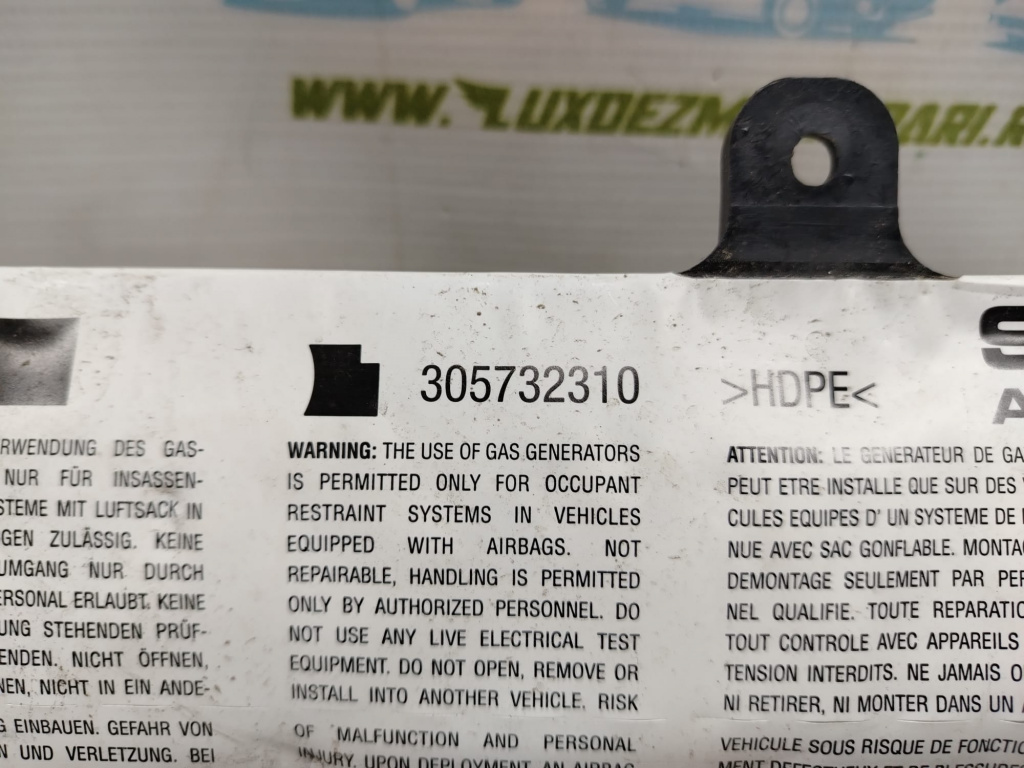 305732310
>HDPE<
RWENDUNG DES GAS-
NUR FÜR INSASSEN-
STEME MIT LUFTSACK IN
GEN ZULÄSSIG. KEINE
UMGANG NUR DURCH
ERSONAL ERLAUBT. KEINE
UNG STEHENDEN PRÜF-
ENDEN. NICHT ÖFFNEN,
NEN, NICHT IN EIN ANDE-
EINBAUEN. GEFAHR VON
UND VERLETZUNG. BEI
WARNING: THE USE OF GAS GENERATORS
IS PERMITTED ONLY FOR OCCUPANT
RESTRAINT SYSTEMS IN VEHICLES
EQUIPPED WITH AIRBAGS. NOT
REPAIRABLE, HANDLING IS PERMITTED
ONLY BY AUTHORIZED PERSONNEL. DO
NOT USE ANY LIVE ELECTRICAL TEST
EQUIPMENT. DO NOT OPEN, REMOVE OR
INSTALL INTO ANOTHER VEHICLE. RISK
OF MALFUNCTION AND PERSONAL
INJURY. UPON DEPLOYMENT, AN AIRBAG
ATTENTION: LE GENERATEUR DE GA
PEUT ETRE INSTALLE QUE SUR DES
CULES EQUIPES D' UN SYSTEME DE
NUE AVEC SAC GONFLABLE. MONTAG
DEMONTAGE SEULEMENT PAR PER
NEL QUALIFIE. TOUTE REPARATIO
TOUT CONTROLE AVEC APPAREILS
TENSION INTERDITS. NE JAMAIS O
NI RETIRER, NI MONTER DANS UN
VEHICULE SOUS RISQUE DE FONCTIO